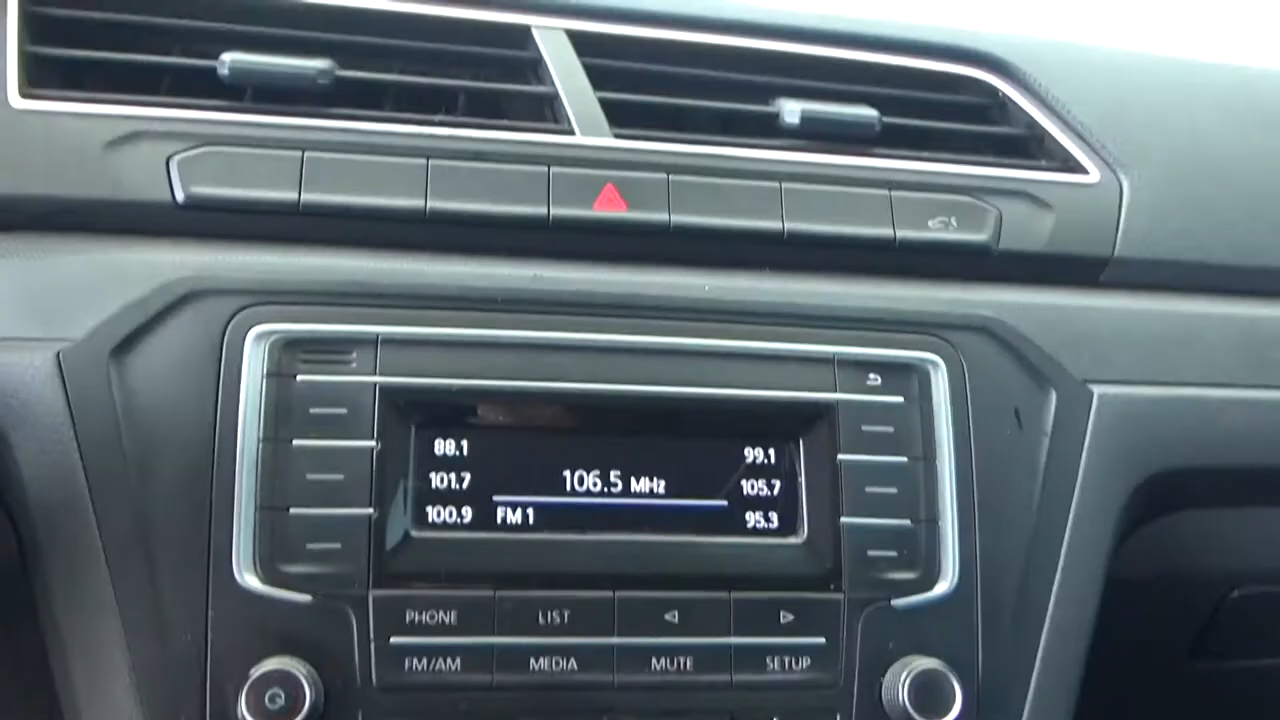 88.1
101.7
100.9
106.5 MHz
FM 1
99.1
105.7
95.3
PHONE
LIST
FM/AM
MEDIA
MUTE
SETUP